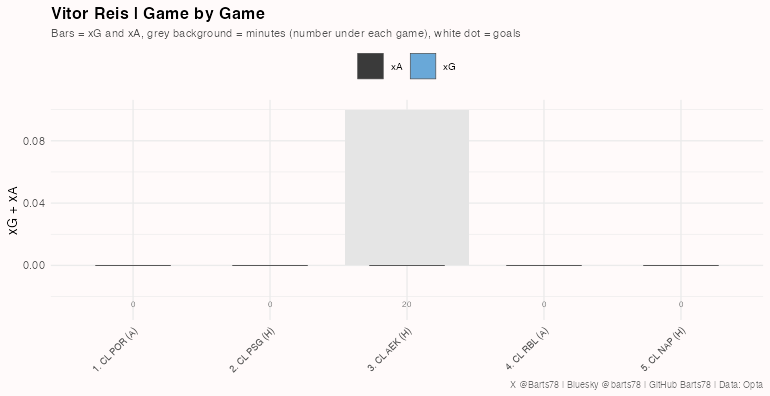 Vitor Reis | Game by Game
Bars = xG and xA, grey background = minutes (number under each game), white dot = goals
xA xG
xG + xA
0.08
0.04
0.00
0 0 20 0 0
1. CL POR (A) 2. CL PSG (H) 3. CL AEK (H) 4. CL RBL (A) 5. CL NAP (H)
X @Barts78 | Bluesky @barts78 | GitHub Barts78 | Data: Opta